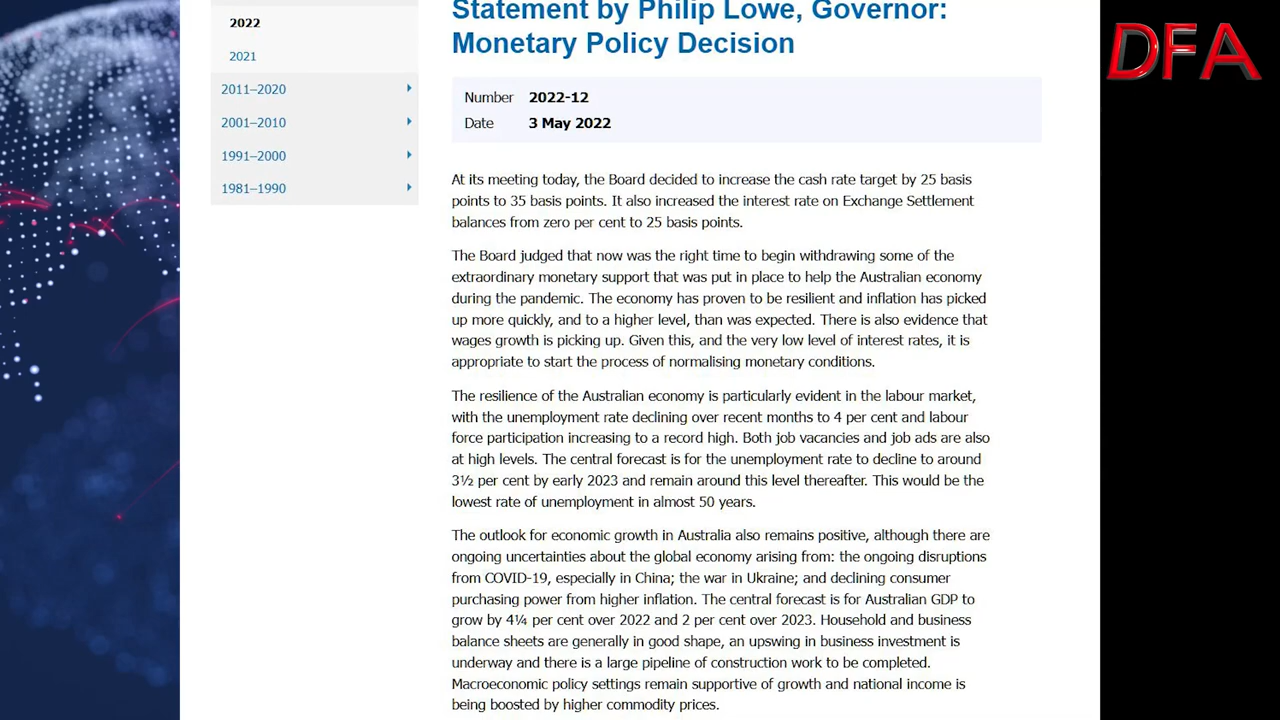 2022
2021
2011–2020
2001–2010
1991–2000
1981–1990
Statement by Philip Lowe, Governor:
Monetary Policy Decision
Number 2022-12
Date 3 May 2022
At its meeting today, the Board decided to increase the cash rate target by 25 basis
points to 35 basis points. It also increased the interest rate on Exchange Settlement
balances from zero per cent to 25 basis points.
The Board judged that now was the right time to begin withdrawing some of the
extraordinary monetary support that was put in place to help the Australian economy
during the pandemic. The economy has proven to be resilient and inflation has picked
up more quickly, and to a higher level, than was expected. There is also evidence that
wages growth is picking up. Given this, and the very low level of interest rates, it is
appropriate to start the process of normalising monetary conditions.
The resilience of the Australian economy is particularly evident in the labour market,
with the unemployment rate declining over recent months to 4 per cent and labour
force participation increasing to a record high. Both job vacancies and job ads are also
at high levels. The central forecast is for the unemployment rate to decline to around
3½ per cent by early 2023 and remain around this level thereafter. This would be the
lowest rate of unemployment in almost 50 years.
The outlook for economic growth in Australia also remains positive, although there are
ongoing uncertainties about the global economy arising from: the ongoing disruptions
from COVID-19, especially in China; the war in Ukraine; and declining consumer
purchasing power from higher inflation. The central forecast is for Australian GDP to
grow by 4¼ per cent over 2022 and 2 per cent over 2023. Household and business
balance sheets are generally in good shape, an upswing in business investment is
underway and there is a large pipeline of construction work to be completed.
Macroeconomic policy settings remain supportive of growth and national income is
being boosted by higher commodity prices.
DFA